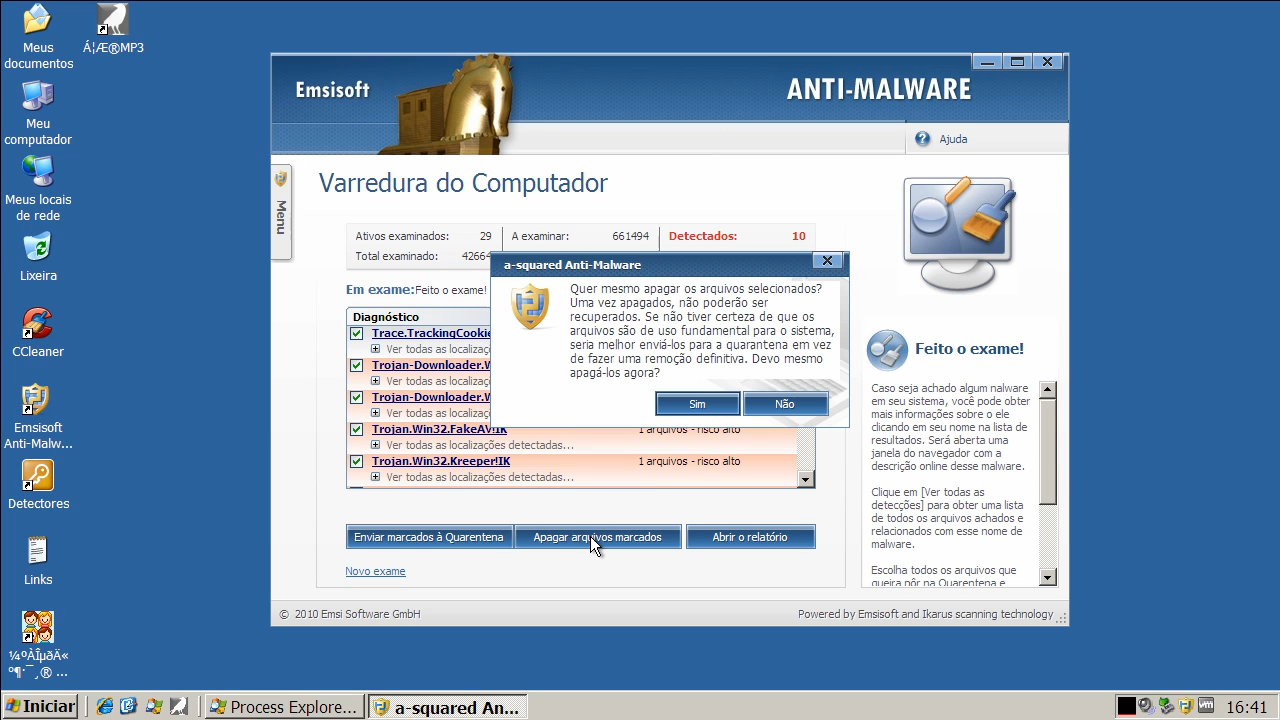 Meus
documentos
Á¦Æ®MP3
Meu
computador
Meus locais
de rede
Lixeira
CCleaner
Emsisoft
Anti-Malw...
Detectores
Links
¼ºÀÎµðÄ«
º¶·¯¸® ...
Emsisoft
ANTI-MALWARE
Ajuda
Menu
Varredura do Computador
Ativos examinados: 29
A examinar: 661494
Detectados: 10
Total examinado: 42664
Em exame: Feito o exame!
Diagnóstico
Trace.TrackingCookie
Ver todas as localizaç
Trojan-Downloader.W
Ver todas as localizaç
Trojan-Downloader.W
Ver todas as localizaç
Trojan.Win32.FakeAV!IK 1 arquivos - risco alto
Ver todas as localizações detectadas...
Trojan.Win32.Kreeper!IK 1 arquivos - risco alto
Ver todas as localizações detectadas...
a-squared Anti-Malware
Quer mesmo apagar os arquivos selecionados?
Uma vez apagados, não poderão ser
recuperados. Se não tiver certeza de que os
arquivos são de uso fundamental para o sistema,
seria melhor enviá-los para a quarantena em vez
de fazer uma remoção definitiva. Devo mesmo
apagá-los agora?
Sim
Não
Enviar marcados à Quarentena
Apagar arquivos marcados
Abrir o relatório
Novo exame
Feito o exame!
Caso seja achado algum nalware
em seu sistema, você pode obter
mais informações sobre o ele
clicando em seu nome na lista de
resultados. Será aberta uma
janela do navegador com a
descrição online desse malware.
Clique em [Ver todas as
detecções] para obter uma lista
de todos os arquivos achados e
relacionados com esse nome de
malware.
Escolha todos os arquivos que
queira pôr na Quarentena e
© 2010 Emsi Software GmbH
Powered by Emsisoft and Ikarus scanning technology
Iniciar
Process Explore...
a-squared An...
16:41